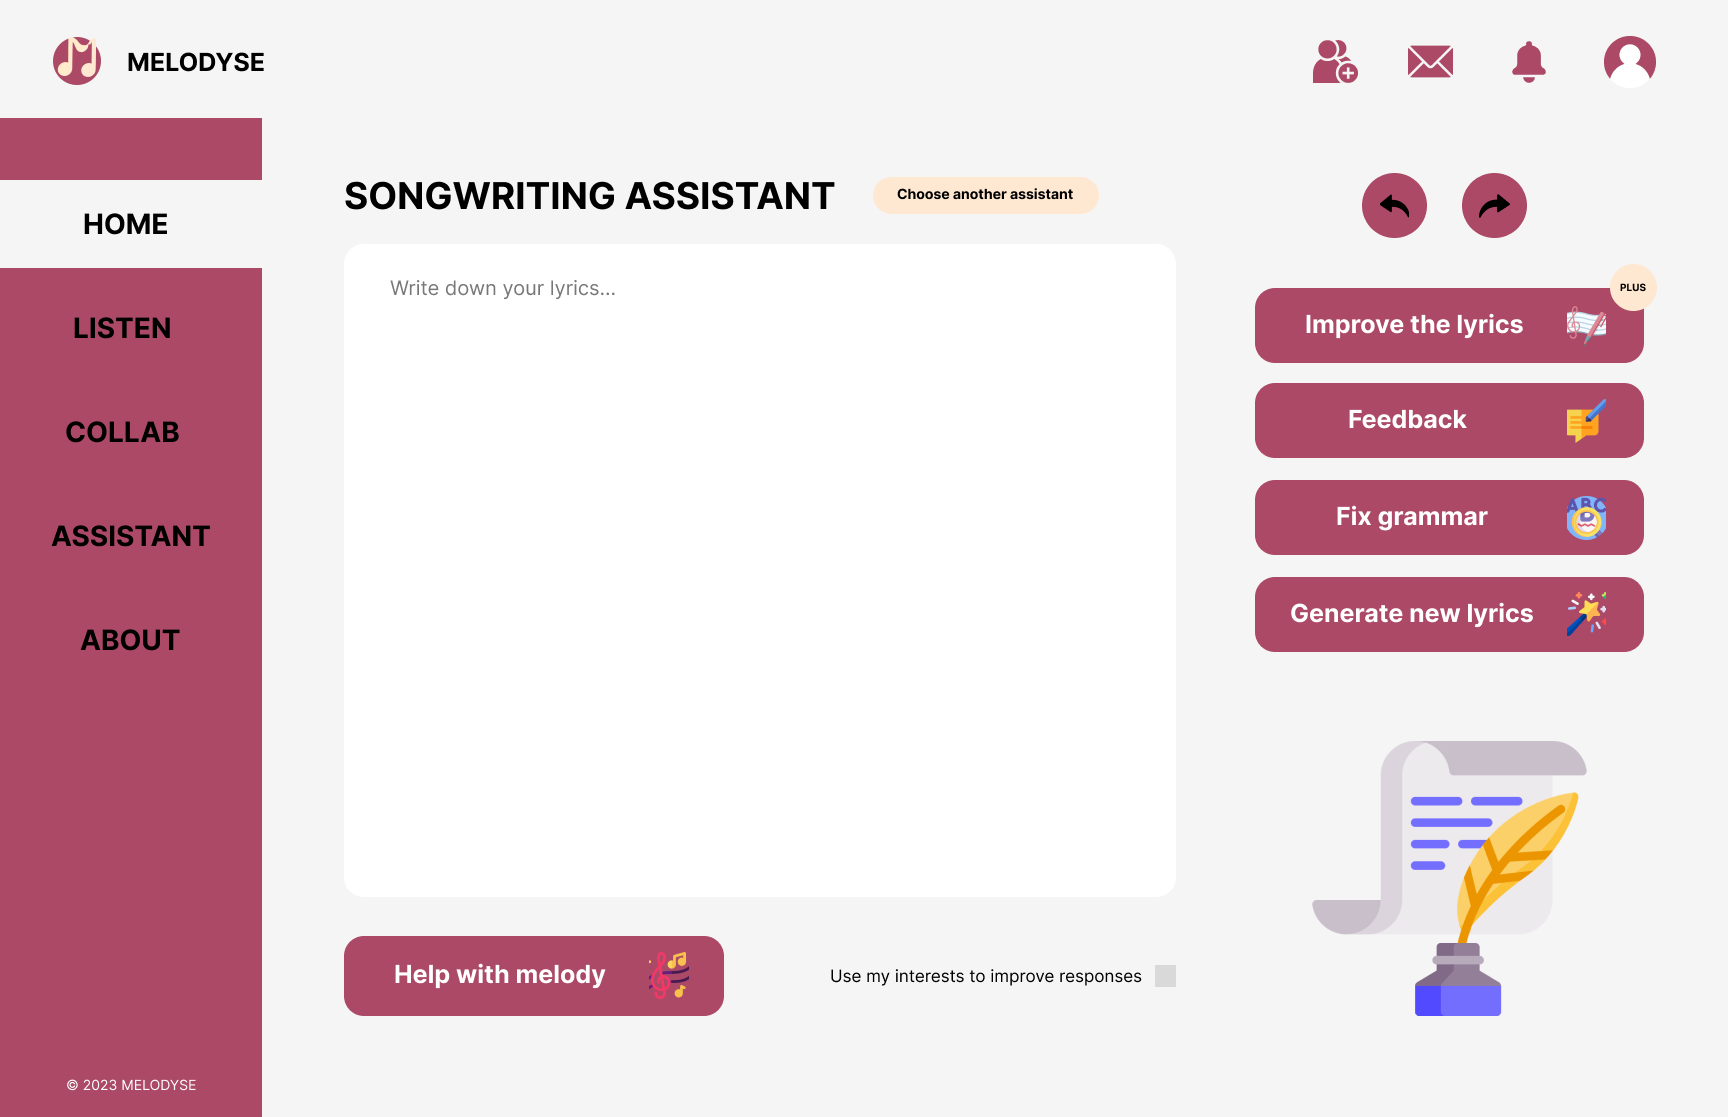 MELODYSE
HOME
LISTEN
COLLAB
ASSISTANT
ABOUT
© 2023 MELODYSE
SONGWRITING ASSISTANT
Choose another assistant
Write down your lyrics...
Help with melody
Use my interests to improve responses
PLUS
Improve the lyrics
Feedback
Fix grammar
ABC
Generate new lyrics